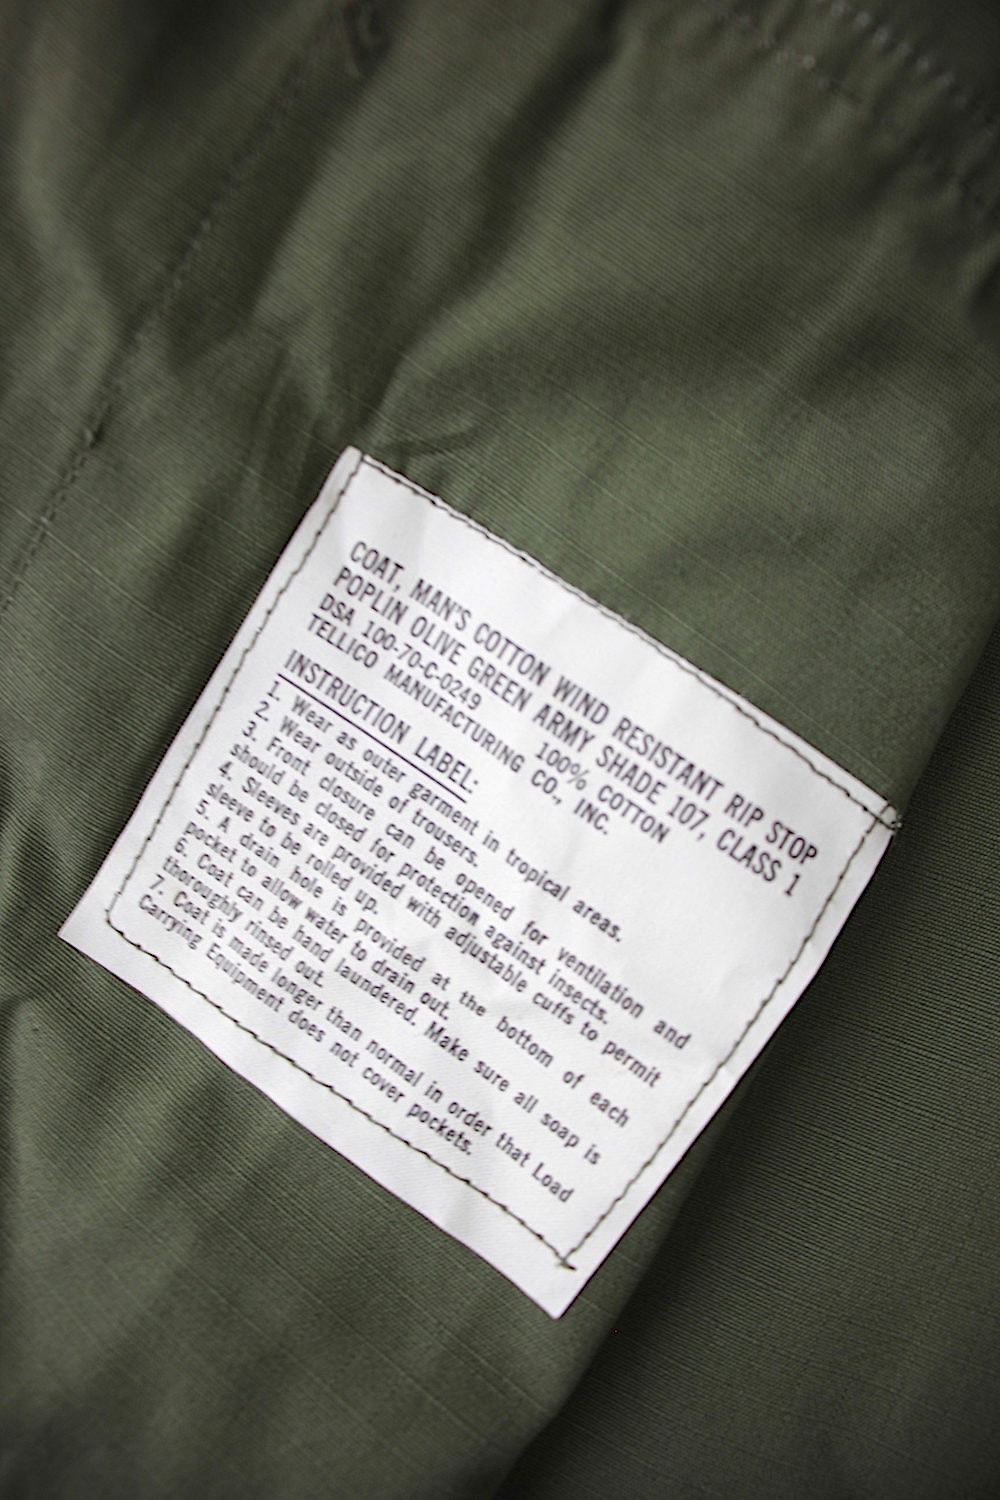 COAT, MAN'S COTTON WIND RESISTANT RIP STOP
POPLIN OLIVE GREEN ARMY SHADE 107, CLASS 1
DSA 100-70-C-0249 100% COTTON
TELLICO MANUFACTURING CO., INC.
INSTRUCTION LABEL:
1. Wear as outer garment in tropical areas.
2. Wear outside of trousers.
3. Front closure can be opened for ventilation and
should be closed for protection against insects.
4. Sleeves are provided with adjustable cuffs to permit
sleeve to be rolled up.
5. A drain hole is provided at the bottom of each
pocket to allow water to drain out.
6. Coat can be hand laundered. Make sure all soap is
thoroughly rinsed out.
7. Coat is made longer than normal in order that Load
Carrying Equipment does not cover pockets.